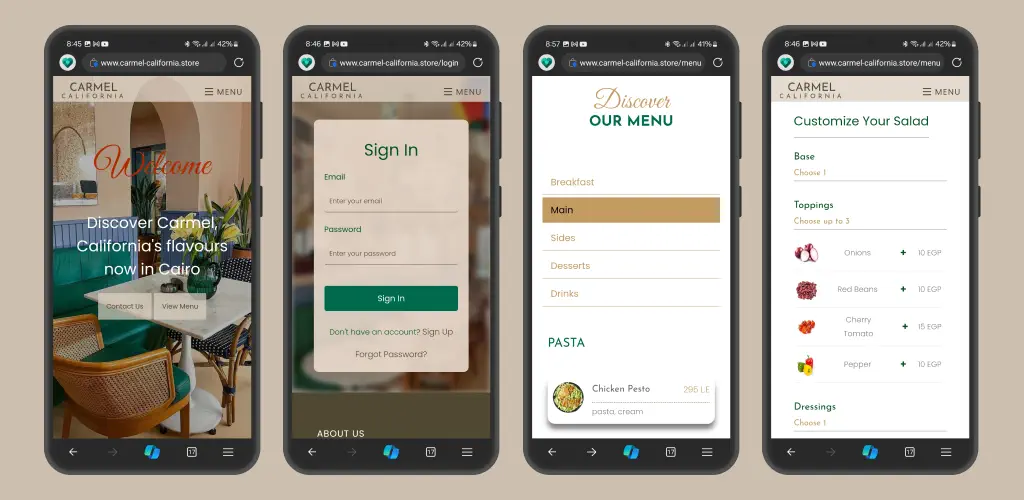 8:45
42%
www.carmel-california.store
CARMEL
CALIFORNIA
MENU
Welcome
Discover Carmel,
California's flavours
now in Cairo
Contact Us
View Menu
17
8:46
42%
www.carmel-california.store/login
CARMEL
CALIFORNIA
MENU
Sign In
Email
Enter your email
Password
Enter your password
Sign In
Don't have an account? Sign Up
Forgot Password?
ABOUT US
17
8:57
41%
www.carmel-california.store/menu
Discover
OUR MENU
Breakfast
Main
Sides
Desserts
Drinks
PASTA
Chicken Pesto 295 LE
pasta, cream
17
8:46
42%
www.carmel-california.store/menu
CARMEL
CALIFORNIA
MENU
Customize Your Salad
Base
Choose 1
Toppings
Choose up to 3
Onions + 10 EGP
Red Beans + 10 EGP
Cherry
Tomato + 15 EGP
Pepper + 10 EGP
Dressings
Choose 1
17